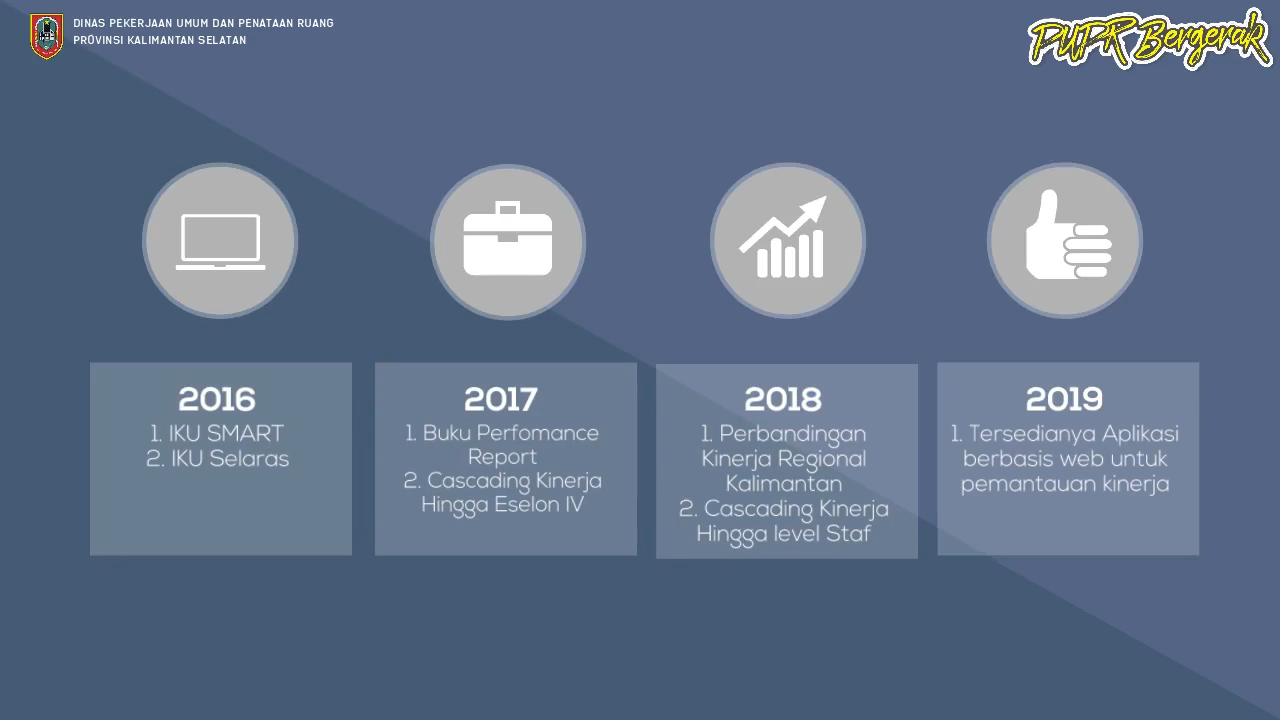 DINAS PEKERJAAN UMUM DAN PENATAAN RUANG
PROVINSI KALIMANTAN SELATAN
PUPR Bergerak
2016
1. IKU SMART
2. IKU Selaras
2017
1. Buku Perfomance
Report
2. Cascading Kinerja
Hingga Eselon IV
2018
1. Perbandingan
Kinerja Regional
Kalimantan
2. Cascading Kinerja
Hingga level Staf
2019
1. Tersedianya Aplikasi
berbasis web untuk
pemantauan kinerja